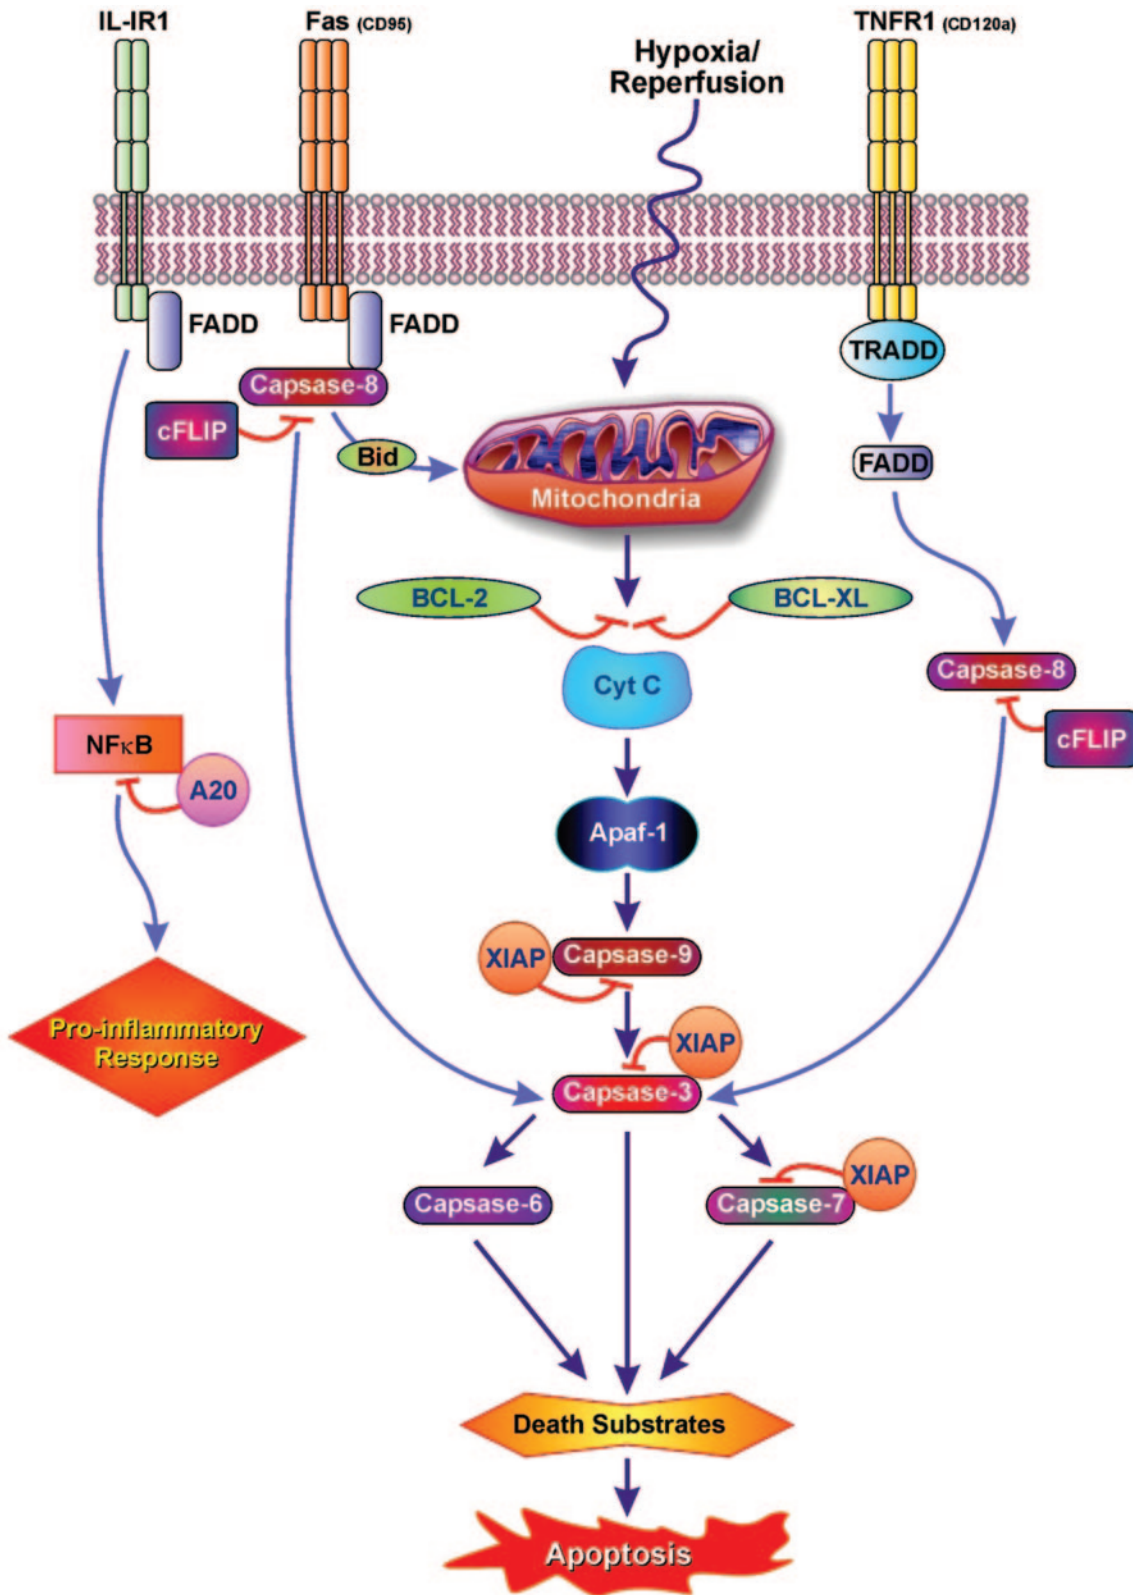 IL-IR1
Fas (CD95)
TNFR1 (CD120a)
Hypoxia/
Reperfusion
FADD
FADD
TRADD
Capsase-8
cFLIP
Bid
FADD
Mitochondria
BCL-2
BCL-XL
Cyt C
Capsase-8
cFLIP
NFκB
A20
Apaf-1
XIAP
Capsase-9
Pro-inflammatory
Response
XIAP
Capsase-3
XIAP
Capsase-6
Capsase-7
Death Substrates
Apoptosis